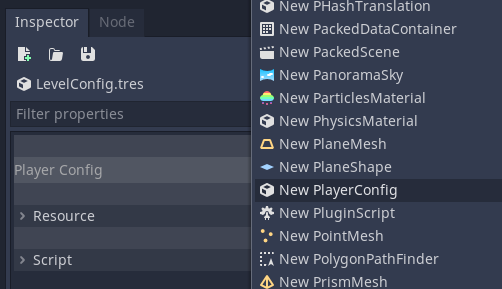 Inspector
Node
LevelConfig.tres
Filter properties
Player Config
Resource
Script
New PHashTranslation
New PackedDataContainer
New PackedScene
New PanoramaSky
New ParticlesMaterial
New PhysicsMaterial
New PlaneMesh
New PlaneShape
New PlayerConfig
New PluginScript
New PointMesh
New PolygonPathFinder
New PrismMesh